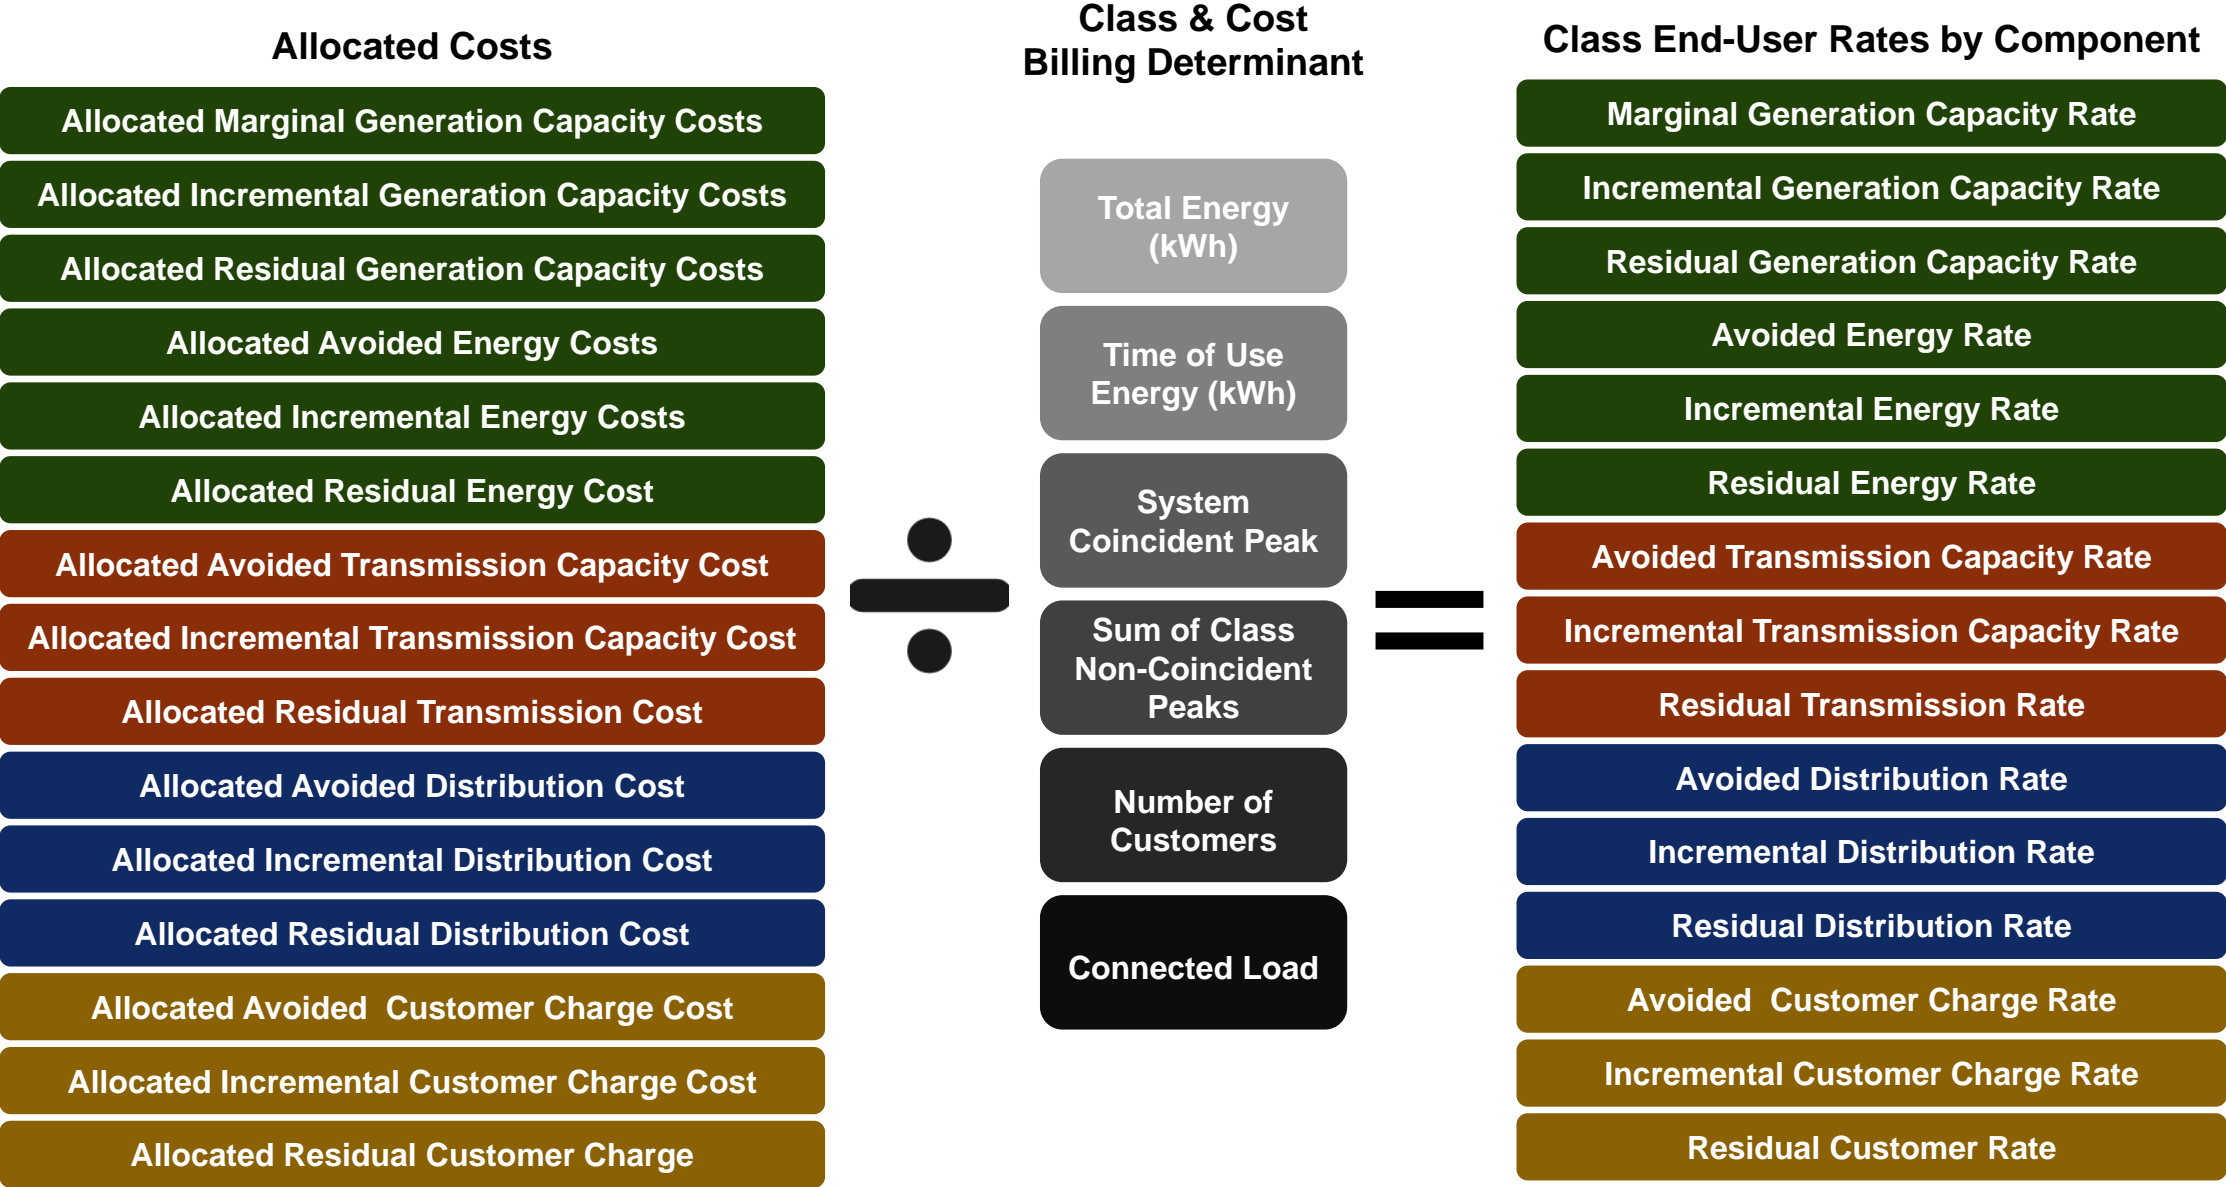 Allocated Costs
Allocated Marginal Generation Capacity Costs
Allocated Incremental Generation Capacity Costs
Allocated Residual Generation Capacity Costs
Allocated Avoided Energy Costs
Allocated Incremental Energy Costs
Allocated Residual Energy Cost
Allocated Avoided Transmission Capacity Cost
Allocated Incremental Transmission Capacity Cost
Allocated Residual Transmission Cost
Allocated Avoided Distribution Cost
Allocated Incremental Distribution Cost
Allocated Residual Distribution Cost
Allocated Avoided  Customer Charge Cost
Allocated Incremental Customer Charge Cost
Allocated Residual Customer Charge
÷
Class & Cost
Billing Determinant
Total Energy
(kWh)
Time of Use
Energy (kWh)
System
Coincident Peak
Sum of Class
Non-Coincident
Peaks
Number of
Customers
Connected Load
=
Class End-User Rates by Component
Marginal Generation Capacity Rate
Incremental Generation Capacity Rate
Residual Generation Capacity Rate
Avoided Energy Rate
Incremental Energy Rate
Residual Energy Rate
Avoided Transmission Capacity Rate
Incremental Transmission Capacity Rate
Residual Transmission Rate
Avoided Distribution Rate
Incremental Distribution Rate
Residual Distribution Rate
Avoided  Customer Charge Rate
Incremental Customer Charge Rate
Residual Customer Rate